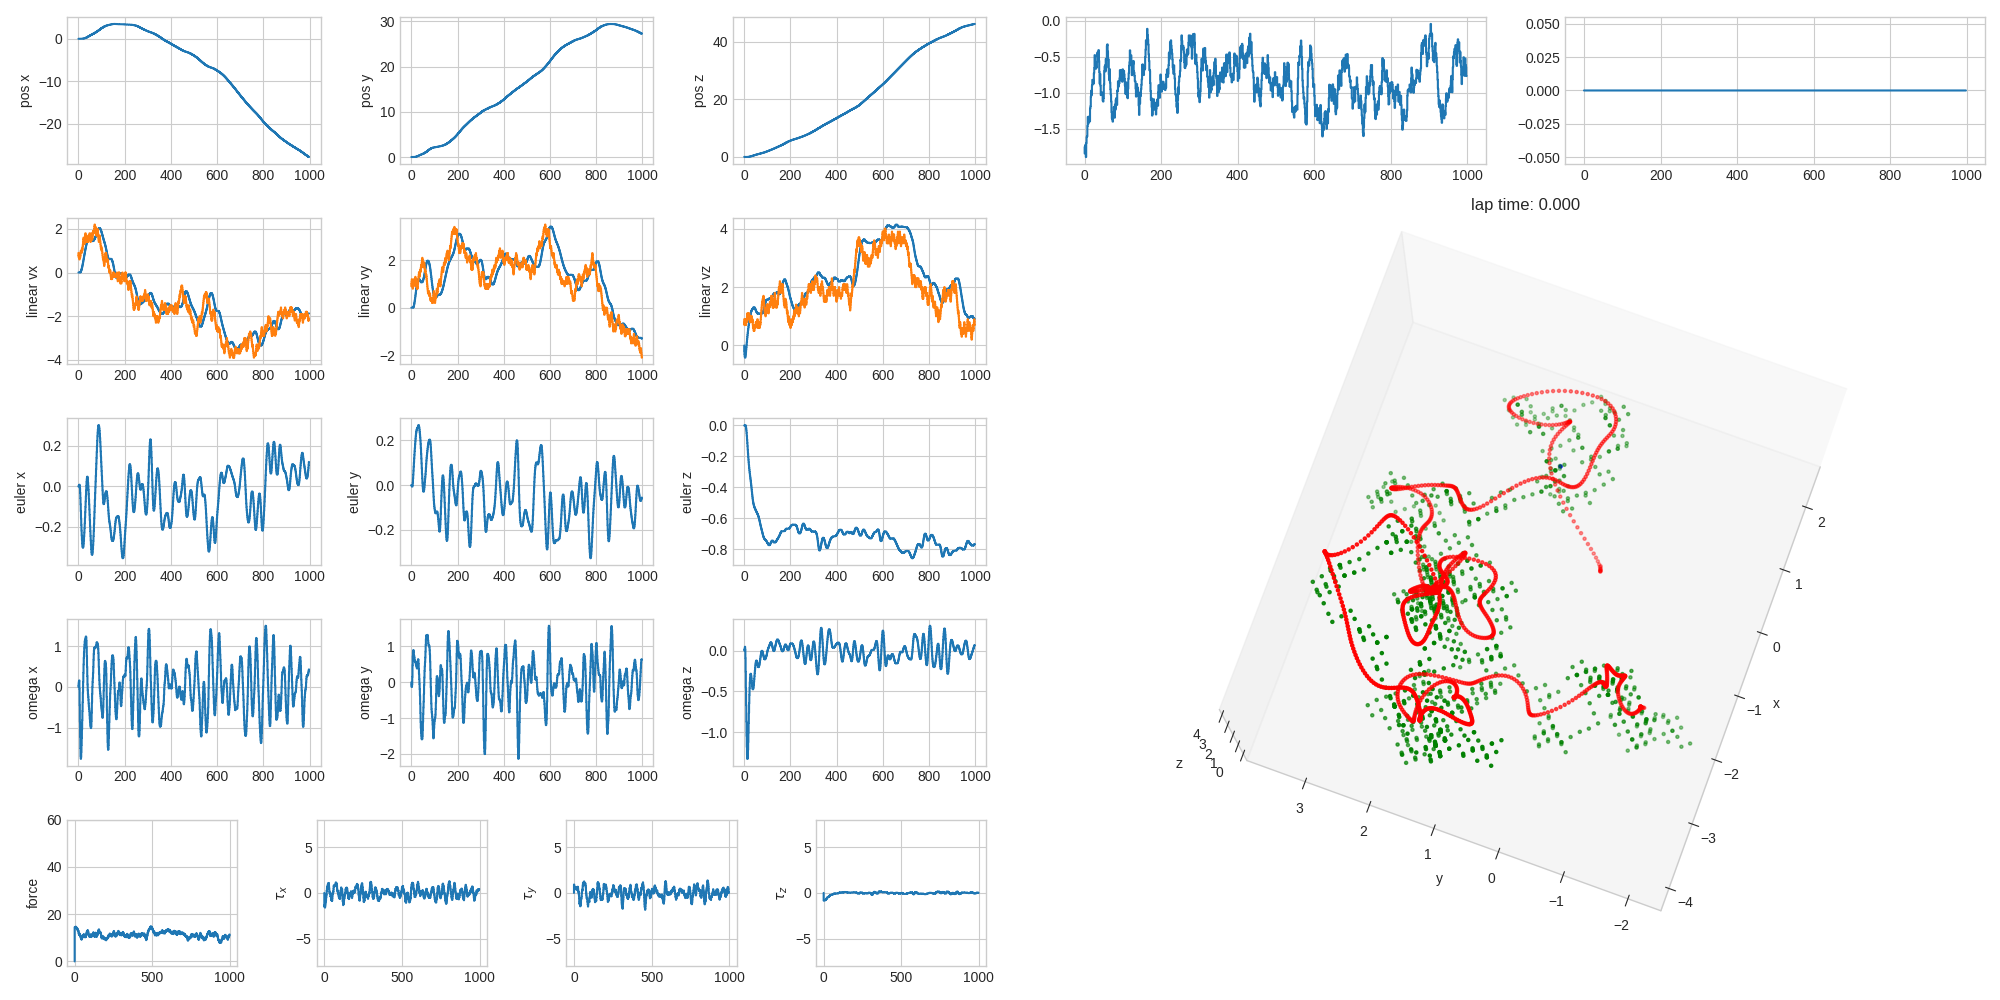 pos x
0
−10
−20
0 200 400 600 800 1000
pos y
30
20
10
0
0 200 400 600 800 1000
pos z
40
20
0
0 200 400 600 800 1000
0.0
−0.5
−1.0
−1.5
0 200 400 600 800 1000
0.050
0.025
0.000
−0.025
−0.050
0 200 400 600 800 1000
linear vx
2
0
−2
−4
0 200 400 600 800 1000
linear vy
2
0
−2
0 200 400 600 800 1000
linear vz
4
2
0
0 200 400 600 800 1000
euler x
0.2
0.0
−0.2
0 200 400 600 800 1000
euler y
0.2
0.0
−0.2
0 200 400 600 800 1000
euler z
0.0
−0.2
−0.4
−0.6
−0.8
0 200 400 600 800 1000
omega x
1
0
−1
0 200 400 600 800 1000
omega y
1
0
−1
−2
0 200 400 600 800 1000
omega z
0.0
−0.5
−1.0
0 200 400 600 800 1000
force
60
40
20
0
0 500 1000
τx
5
0
−5
0 500 1000
τy
5
0
−5
0 500 1000
τz
5
0
−5
0 500 1000
lap time: 0.000
2
1
0
−1
−2
−3
−4
x
3
2
1
0
−1
−2
y
4
3
2
1
0
z